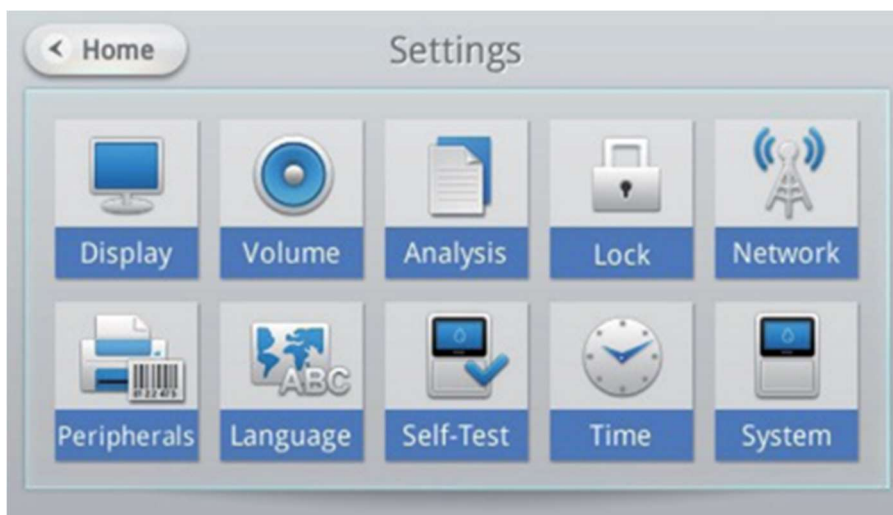 Home
Settings
Display
Volume
Analysis
Lock
Network
ABC
Peripherals
Language
Self-Test
Time
System